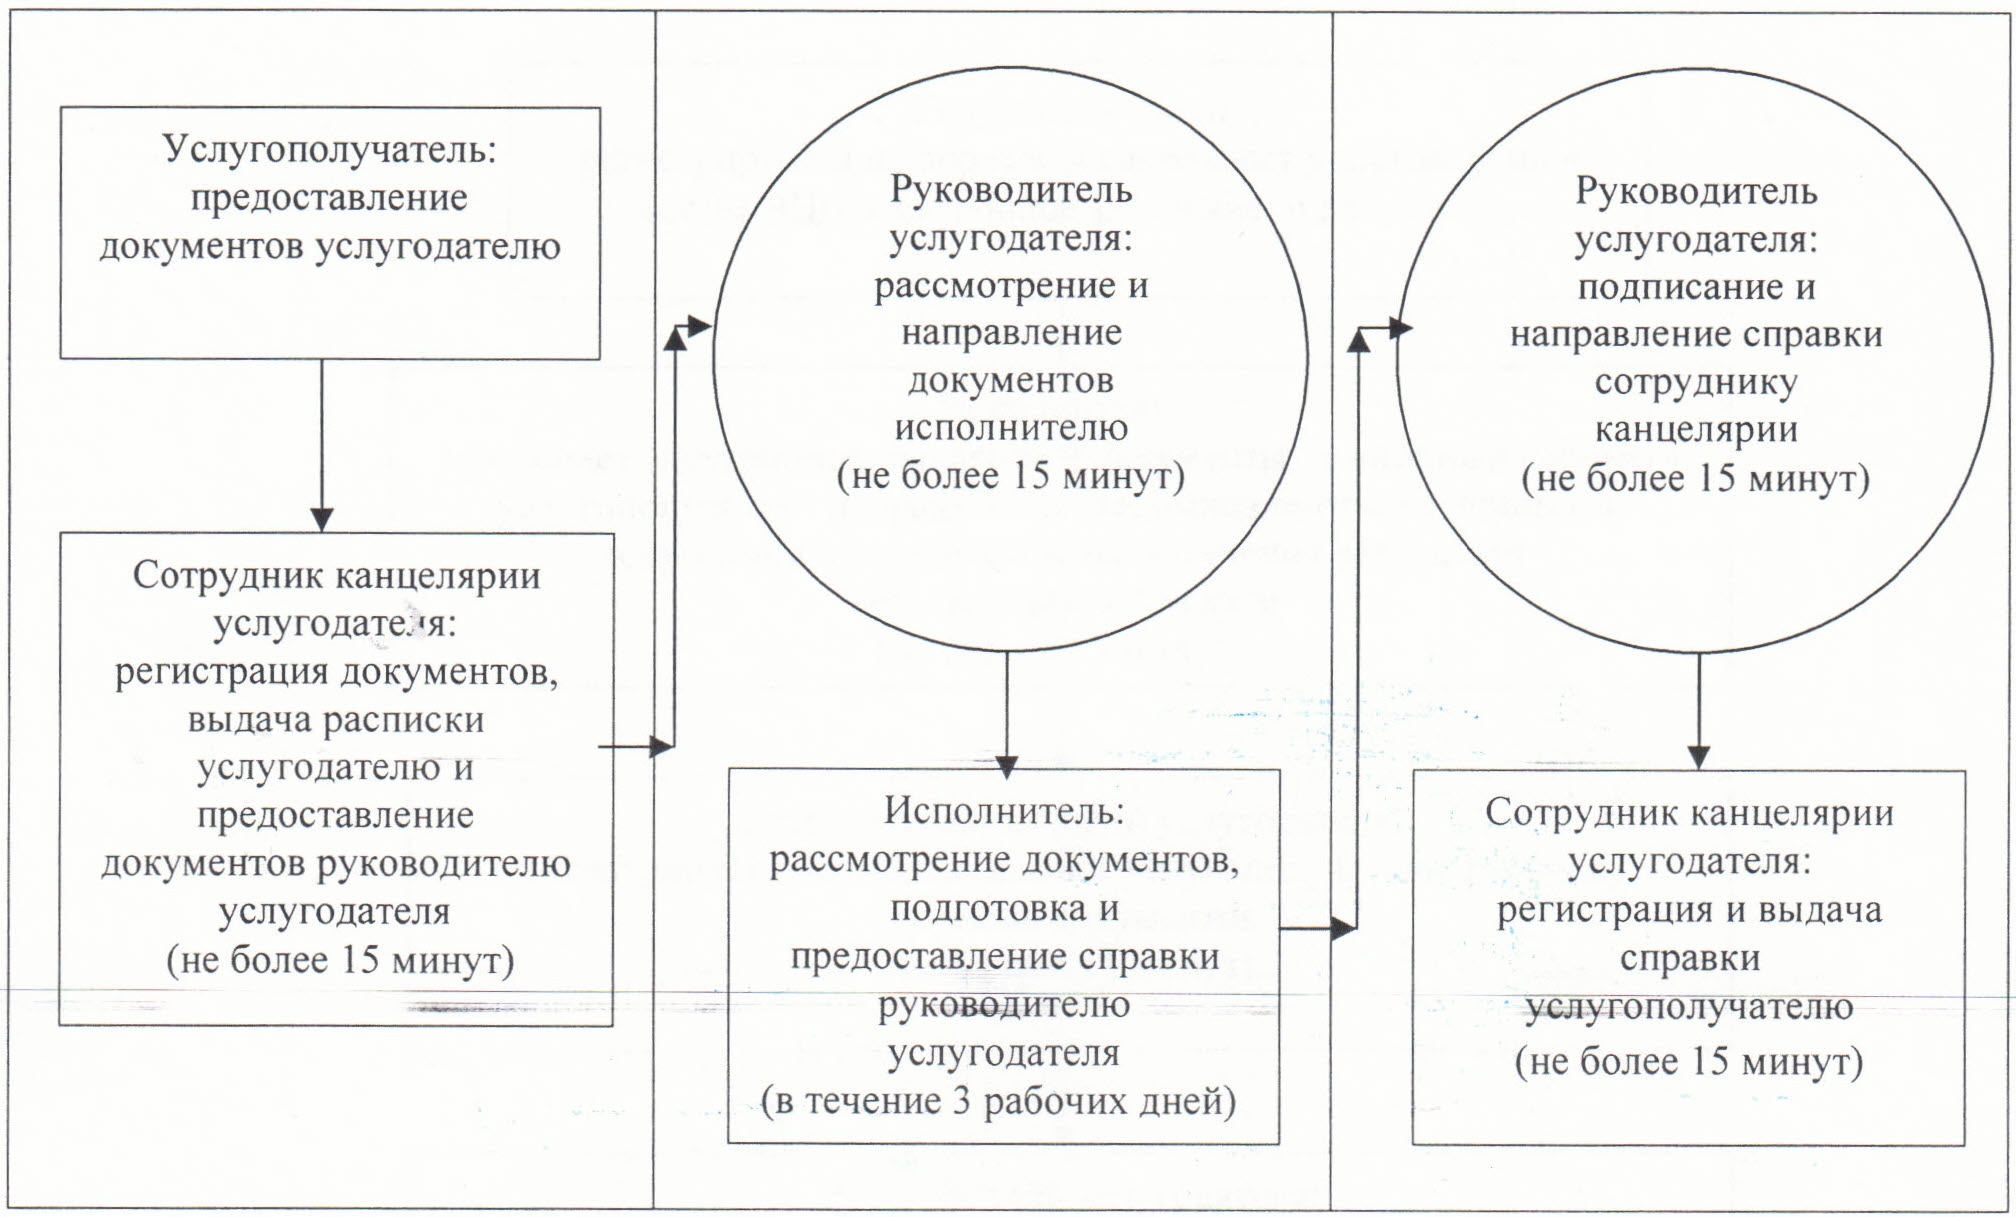 Услугополучатель:
предоставление
документов услугодателю
Сотрудник канцелярии
услугодателя:
регистрация документов,
выдача расписки
услугодателю и
предоставление
документов руководителю
услугодателя
(не более 15 минут)
Руководитель
услугодателя:
рассмотрение и
направление
документов
исполнителю
(не более 15 минут)
Исполнитель:
рассмотрение документов,
подготовка и
предоставление справки
руководителю
услугодателя
(в течение 3 рабочих дней)
Руководитель
услугодателя:
подписание и
направление справки
сотруднику
канцелярии
(не более 15 минут)
Сотрудник канцелярии
услугодателя:
регистрация и выдача
справки
услугополучателю
(не более 15 минут)